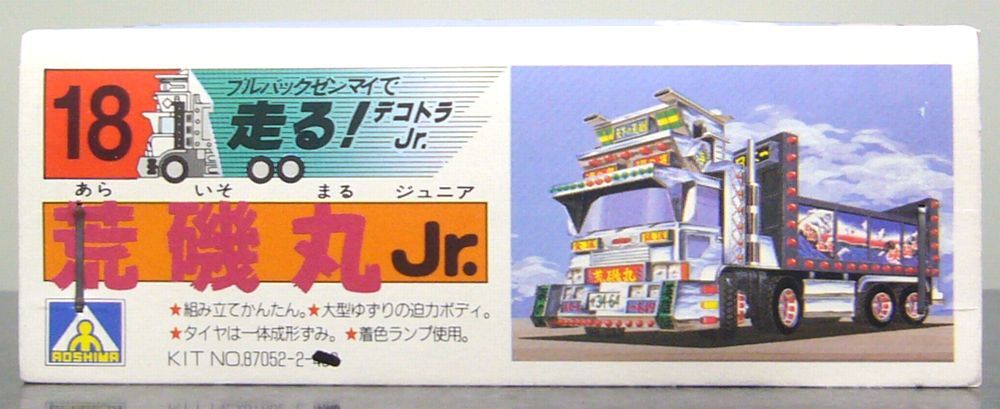 18
プルバックゼンマイで
走る!
デコトラ
Jr.
あら いそ まる ジュニア
荒磯丸Jr.
★組み立てかんたん。★大型ゆずりの迫力ボディ。
★タイヤは一体成形ずみ。★着色ランプ使用。
KIT NO.87052-2-
AOSHIMA
荒磯丸
34-64